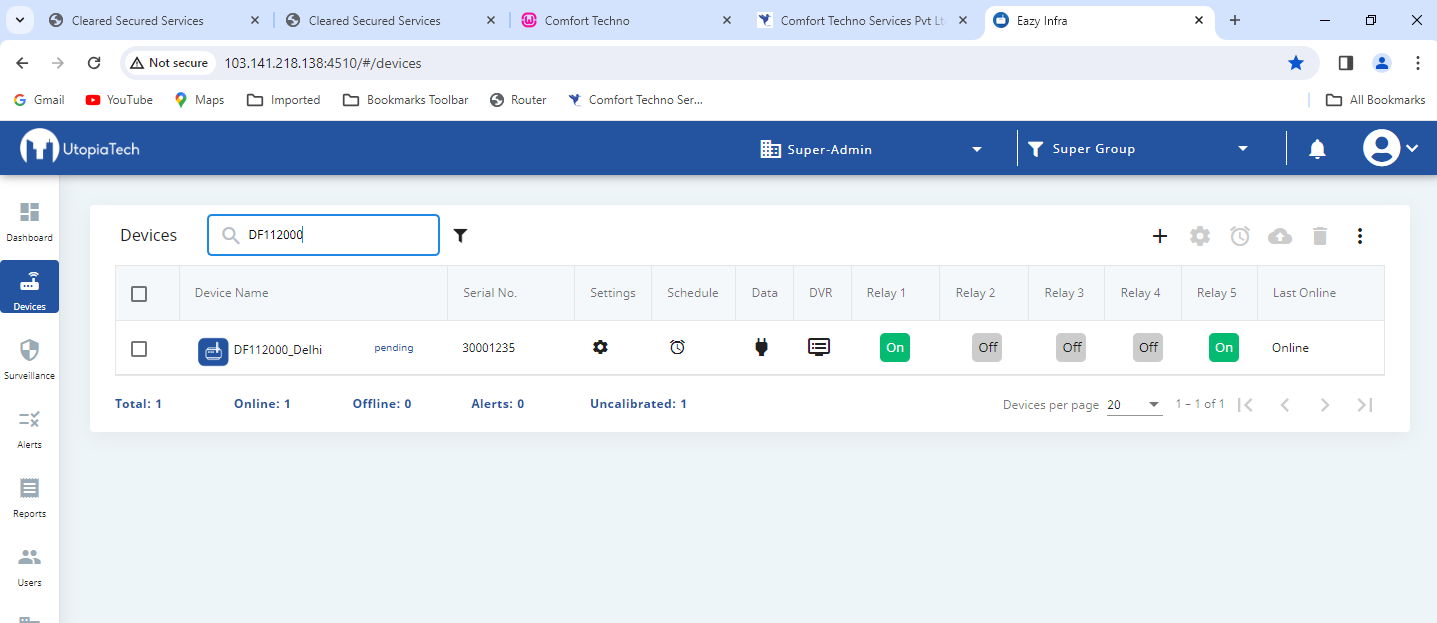 Cleared Secured Services
Cleared Secured Services
Comfort Techno
Comfort Techno Services Pvt Lt
Eazy Infra
Not secure 103.141.218.138:4510/#/devices
Gmail YouTube Maps Imported Bookmarks Toolbar Router Comfort Techno Ser... All Bookmarks
UtopiaTech Super-Admin Super Group
Dashboard
Devices
Surveillance
Alerts
Reports
Users
Devices DF112000
Device Name Serial No. Settings Schedule Data DVR Relay 1 Relay 2 Relay 3 Relay 4 Relay 5 Last Online
DF112000_Delhi pending 30001235 On Off Off Off On Online
Total: 1 Online: 1 Offline: 0 Alerts: 0 Uncalibrated: 1 Devices per page 20 1 – 1 of 1